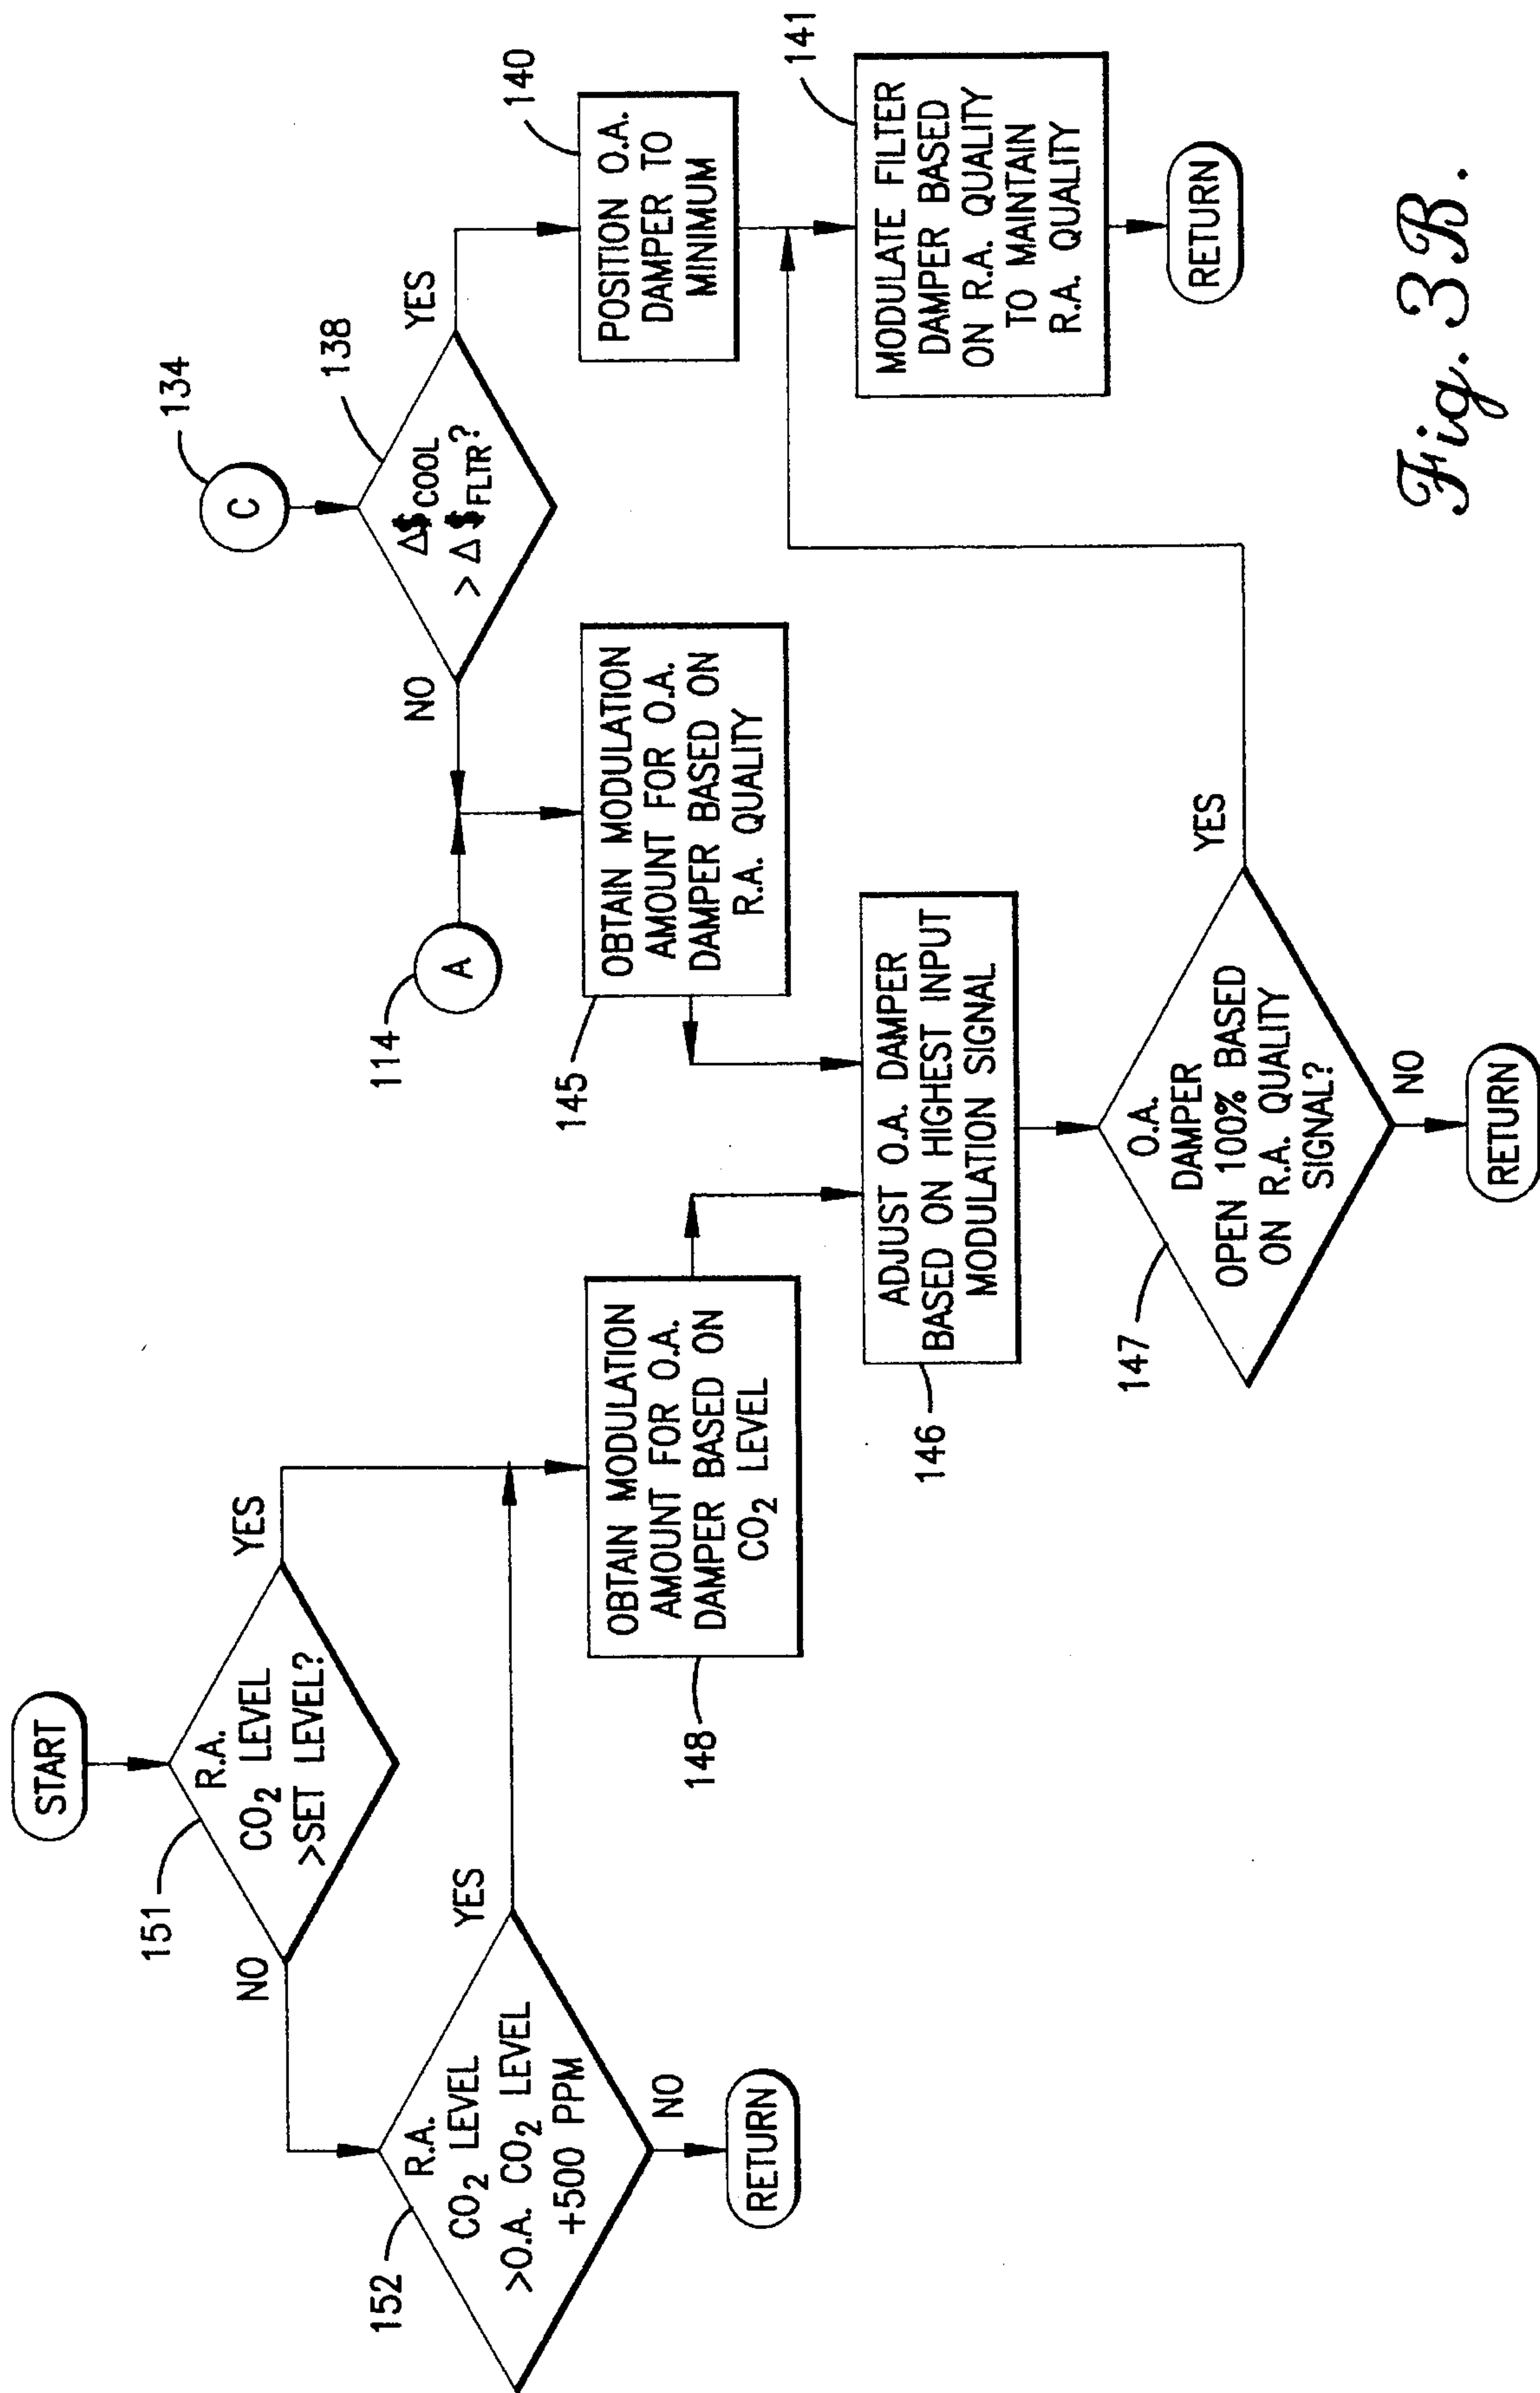 START
151
R.A.
CO2 LEVEL
>SET LEVEL?
YES
NO
152
R.A.
CO2 LEVEL
>O.A. CO2 LEVEL
+500 PPM
YES
NO
RETURN
148
OBTAIN MODULATION
AMOUNT FOR O.A.
DAMPER BASED ON
CO2 LEVEL
114
A
134
C
138
Δ$COOL
>Δ$FLTR?
NO
YES
145
OBTAIN MODULATION
AMOUNT FOR O.A.
DAMPER BASED ON
R.A. QUALITY
140
POSITION O.A.
DAMPER TO
MINIMUM
141
MODULATE FILTER
DAMPER BASED
ON R.A. QUALITY
TO MAINTAIN
R.A. QUALITY
RETURN
146
ADJUST O.A. DAMPER
BASED ON HIGHEST INPUT
MODULATION SIGNAL
147
O.A.
DAMPER
OPEN 100% BASED
ON R.A. QUALITY
SIGNAL?
YES
NO
RETURN
Fig. 3B.